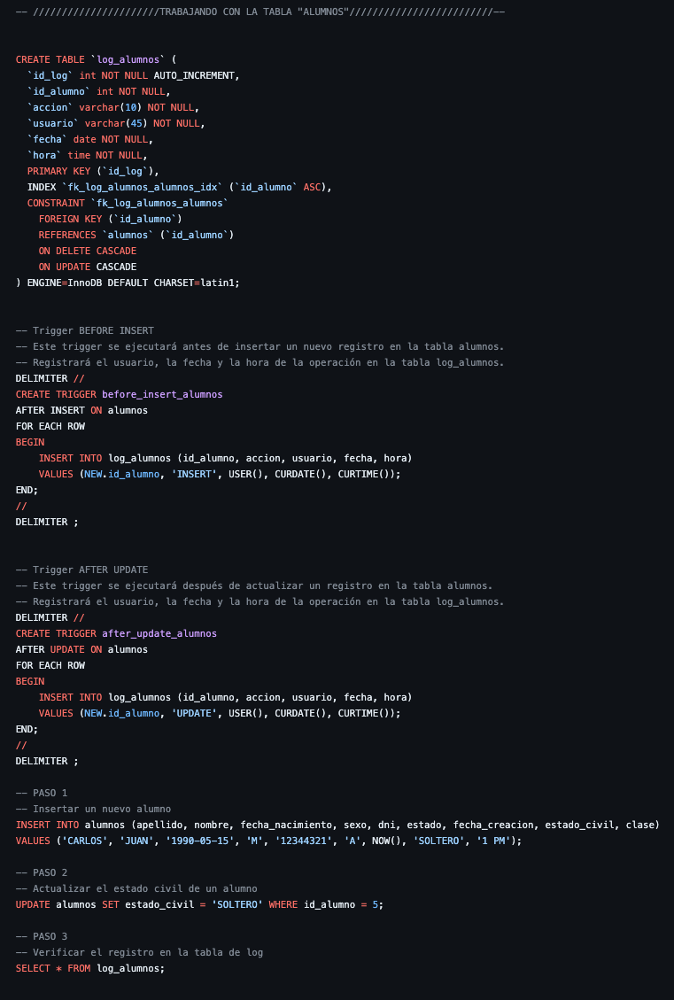 -- //////////////////////TRABAJANDO CON LA TABLA "ALUMNOS"/////////////////////////--
CREATE TABLE `log_alumnos` (
  `id_log` int NOT NULL AUTO_INCREMENT,
  `id_alumno` int NOT NULL,
  `accion` varchar(10) NOT NULL,
  `usuario` varchar(45) NOT NULL,
  `fecha` date NOT NULL,
  `hora` time NOT NULL,
  PRIMARY KEY (`id_log`),
  INDEX `fk_log_alumnos_alumnos_idx` (`id_alumno` ASC),
  CONSTRAINT `fk_log_alumnos_alumnos`
    FOREIGN KEY (`id_alumno`)
    REFERENCES `alumnos` (`id_alumno`)
    ON DELETE CASCADE
    ON UPDATE CASCADE
) ENGINE=InnoDB DEFAULT CHARSET=latin1;
-- Trigger BEFORE INSERT
-- Este trigger se ejecutará antes de insertar un nuevo registro en la tabla alumnos.
-- Registrará el usuario, la fecha y la hora de la operación en la tabla log_alumnos.
DELIMITER //
CREATE TRIGGER before_insert_alumnos
AFTER INSERT ON alumnos
FOR EACH ROW
BEGIN
    INSERT INTO log_alumnos (id_alumno, accion, usuario, fecha, hora)
    VALUES (NEW.id_alumno, 'INSERT', USER(), CURDATE(), CURTIME());
END;
//
DELIMITER ;
-- Trigger AFTER UPDATE
-- Este trigger se ejecutará después de actualizar un registro en la tabla alumnos.
-- Registrará el usuario, la fecha y la hora de la operación en la tabla log_alumnos.
DELIMITER //
CREATE TRIGGER after_update_alumnos
AFTER UPDATE ON alumnos
FOR EACH ROW
BEGIN
    INSERT INTO log_alumnos (id_alumno, accion, usuario, fecha, hora)
    VALUES (NEW.id_alumno, 'UPDATE', USER(), CURDATE(), CURTIME());
END;
//
DELIMITER ;
-- PASO 1
-- Insertar un nuevo alumno
INSERT INTO alumnos (apellido, nombre, fecha_nacimiento, sexo, dni, estado, fecha_creacion, estado_civil, clase)
VALUES ('CARLOS', 'JUAN', '1990-05-15', 'M', '12344321', 'A', NOW(), 'SOLTERO', '1 PM');
-- PASO 2
-- Actualizar el estado civil de un alumno
UPDATE alumnos SET estado_civil = 'SOLTERO' WHERE id_alumno = 5;
-- PASO 3
-- Verificar el registro en la tabla de log
SELECT * FROM log_alumnos;